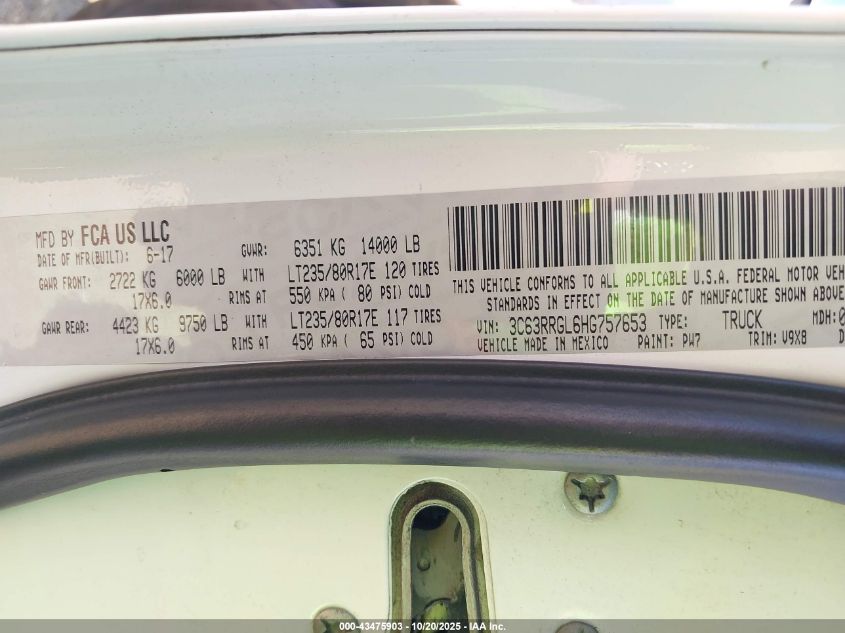 MFD BY FCA US LLC
DATE OF MFR(BUILT): 6-17 GVWR: 6351 KG 14000 LB
GAWR FRONT: 2722 KG 6000 LB WITH LT235/80R17E 120 TIRES
17X6.0 RIMS AT 550 KPA ( 80 PSI) COLD
GAWR REAR: 4423 KG 9750 LB WITH LT235/80R17E 117 TIRES
17X6.0 RIMS AT 450 KPA ( 65 PSI) COLD
THIS VEHICLE CONFORMS TO ALL APPLICABLE U.S.A. FEDERAL MOTOR VEH
STANDARDS IN EFFECT ON THE DATE OF MANUFACTURE SHOWN ABOVE
VIN: 3C63RRGL6HG757653 TYPE: TRUCK MDH:0
VEHICLE MADE IN MEXICO PAINT: PW7 TRIM: V9X8 D
000-43475903 - 10/20/2025 - IAA Inc.